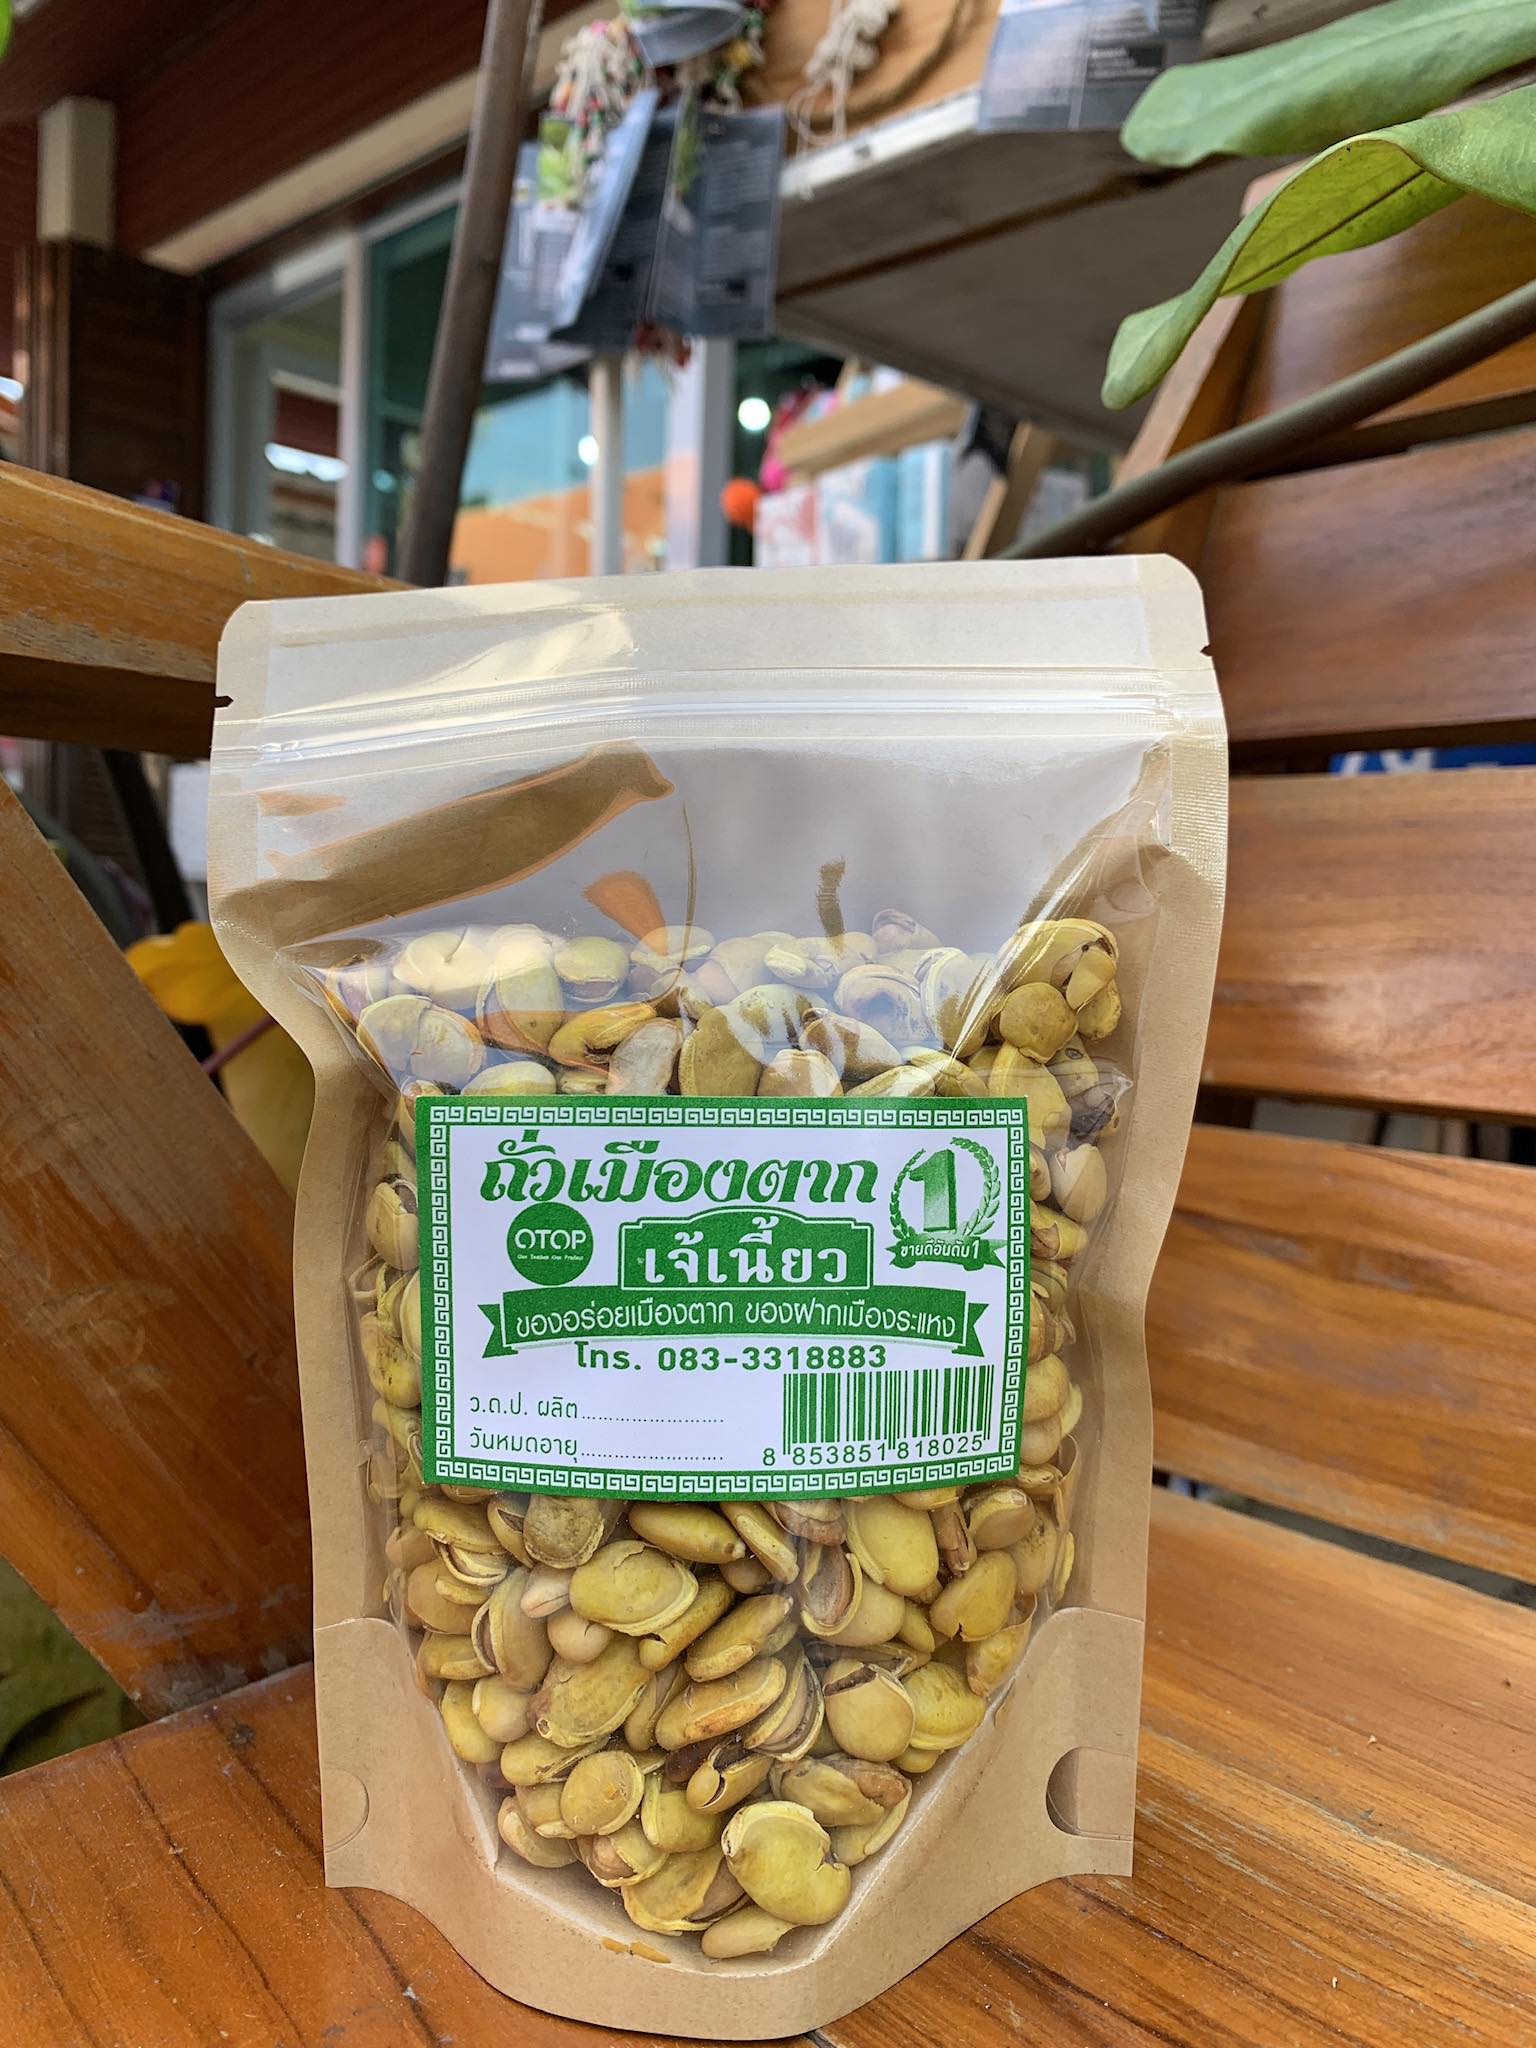 ถั่วเมืองตาก
1
ขายดีอันดับ1
OTOP
เจ้เนี้ยว
ของอร่อยเมืองตาก ของฝากเมืองระแหง
โทร. 083-3318883
ว.ด.ป. ผลิต........................
วันหมดอายุ........................
8 853851 818025